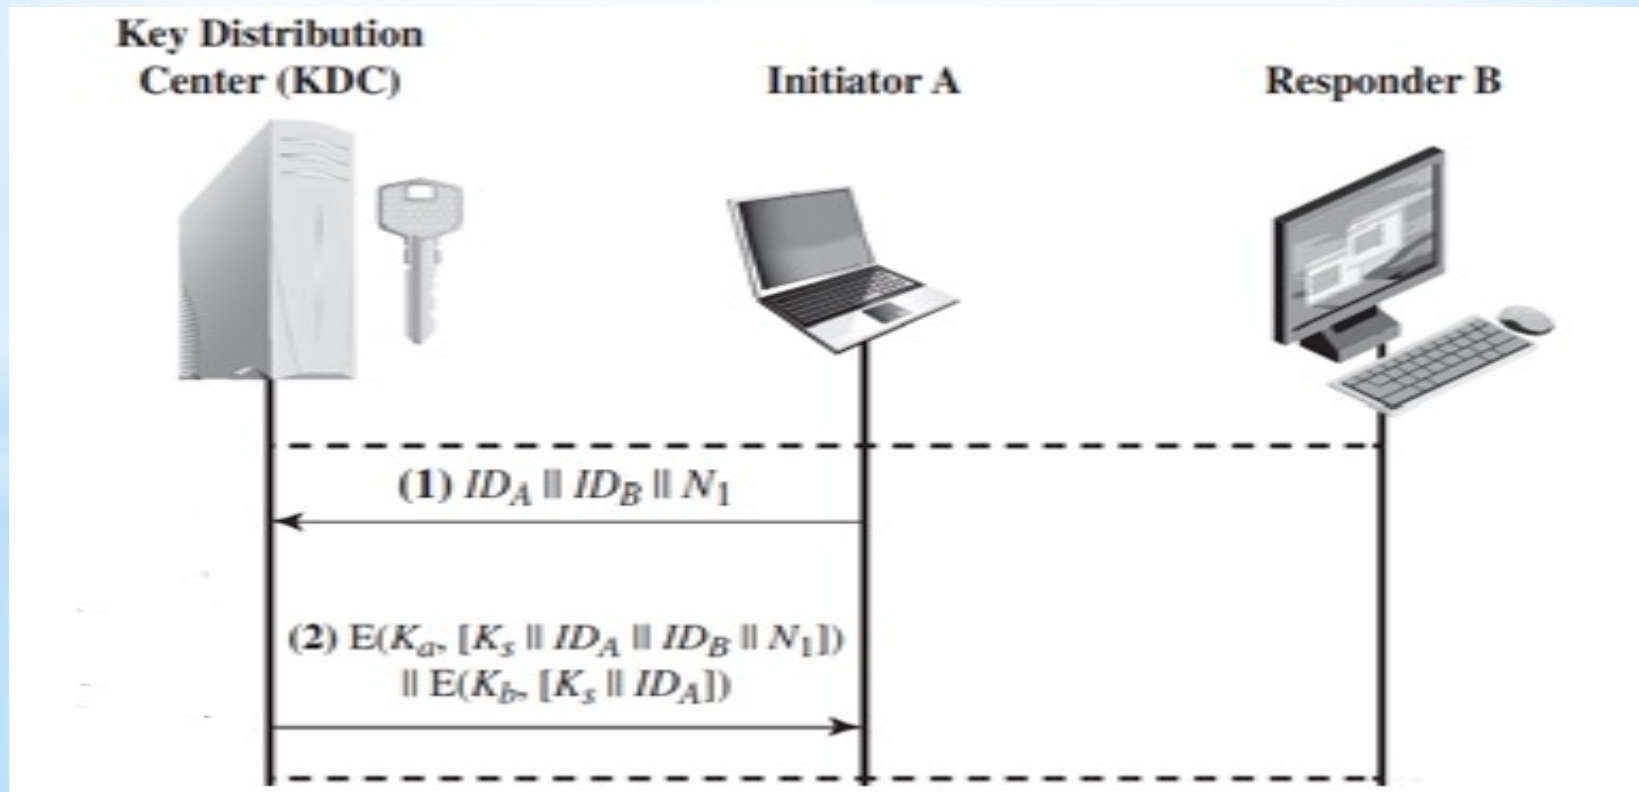 Key Distribution
Center (KDC)
Initiator A
Responder B
(1) ID_A || ID_B || N_1
(2) E(K_a, [K_s || ID_A || ID_B || N_1])
|| E(K_b, [K_s || ID_A])